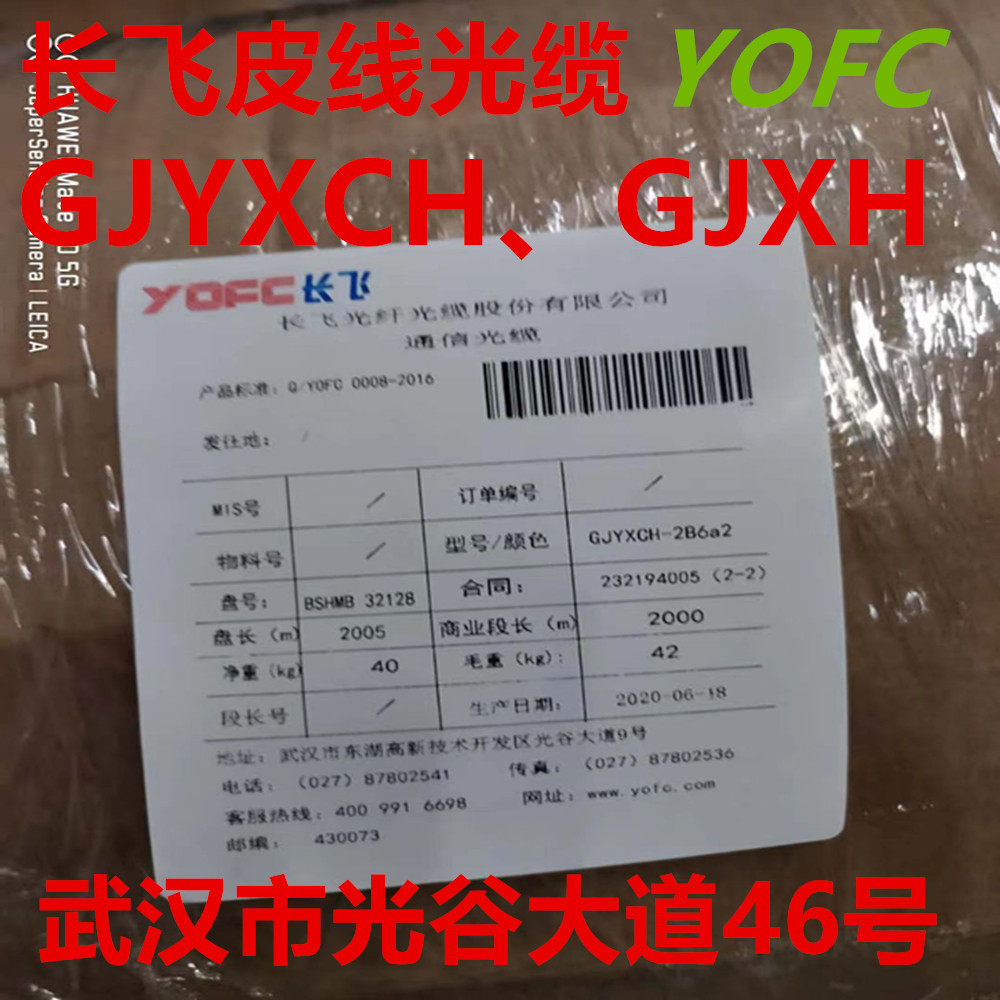 长飞皮线光缆 YOFC
GJYXCH、GJXH
YOFC长飞
长飞光纤光缆股份有限公司
通信光缆
产品标准: Q/YOFC 0008-2016
发往地: /
MIS号 / 订单编号 /
物料号 / 型号/颜色 GJYXCH-2B6a2
盘号: BSHMB 32128 合同: 232194005 (2-2)
盘长 (m) 2005 商业段长 (m) 2000
净重 (kg) 40 毛重 (kg): 42
段长号 / 生产日期: 2020-06-18
地址: 武汉市东湖高新技术开发区光谷大道9号
电话: (027) 87802541 传真: (027) 87802536
客服热线: 400 991 6698 网址: www.yofc.com
邮编: 430073
武汉市光谷大道46号